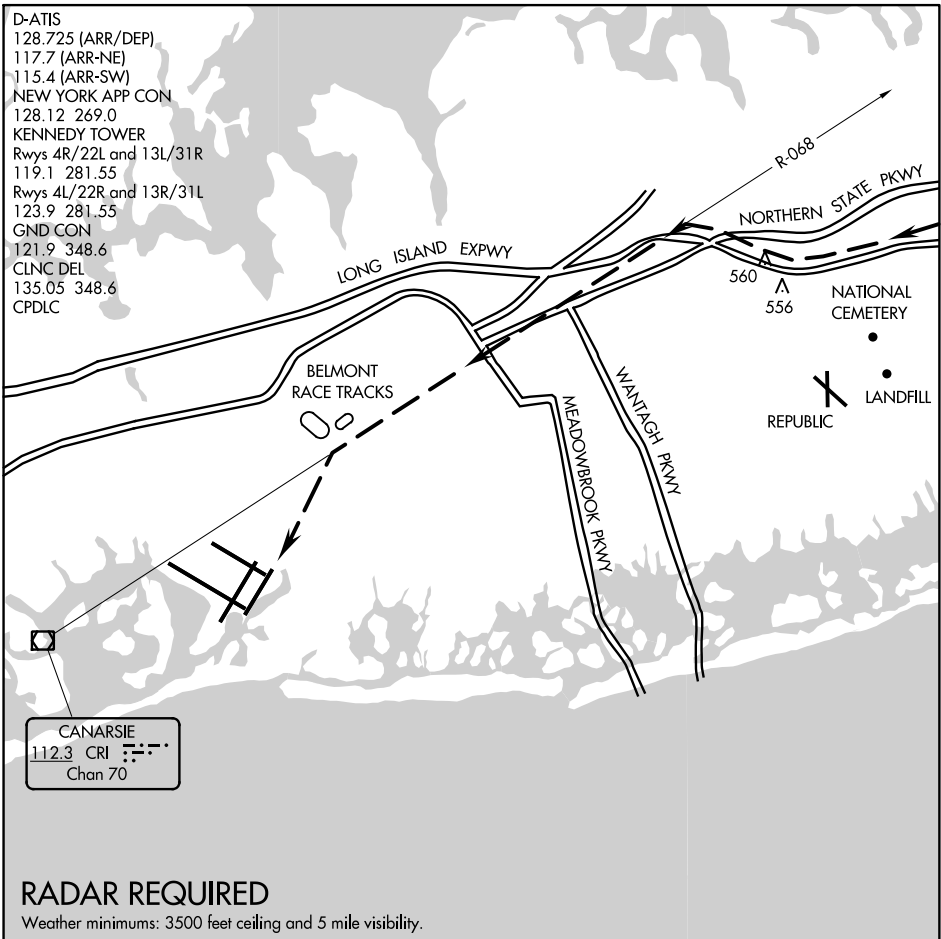 D-ATIS
128.725 (ARR/DEP)
117.7 (ARR-NE)
115.4 (ARR-SW)
NEW YORK APP CON
128.12 269.0
KENNEDY TOWER
Rwys 4R/22L and 13L/31R
119.1 281.55
Rwys 4L/22R and 13R/31L
123.9 281.55
GND CON
121.9 348.6
CLNC DEL
135.05 348.6
CPDLC
R-068
NORTHERN STATE PKWY
LONG ISLAND EXPWY
560
556
NATIONAL
CEMETERY
LANDFILL
REPUBLIC
BELMONT
RACE TRACKS
WANTAGH PKWY
MEADOWBROOK PKWY
CANARSIE
112.3 CRI
Chan 70
RADAR REQUIRED
Weather minimums: 3500 feet ceiling and 5 mile visibility.